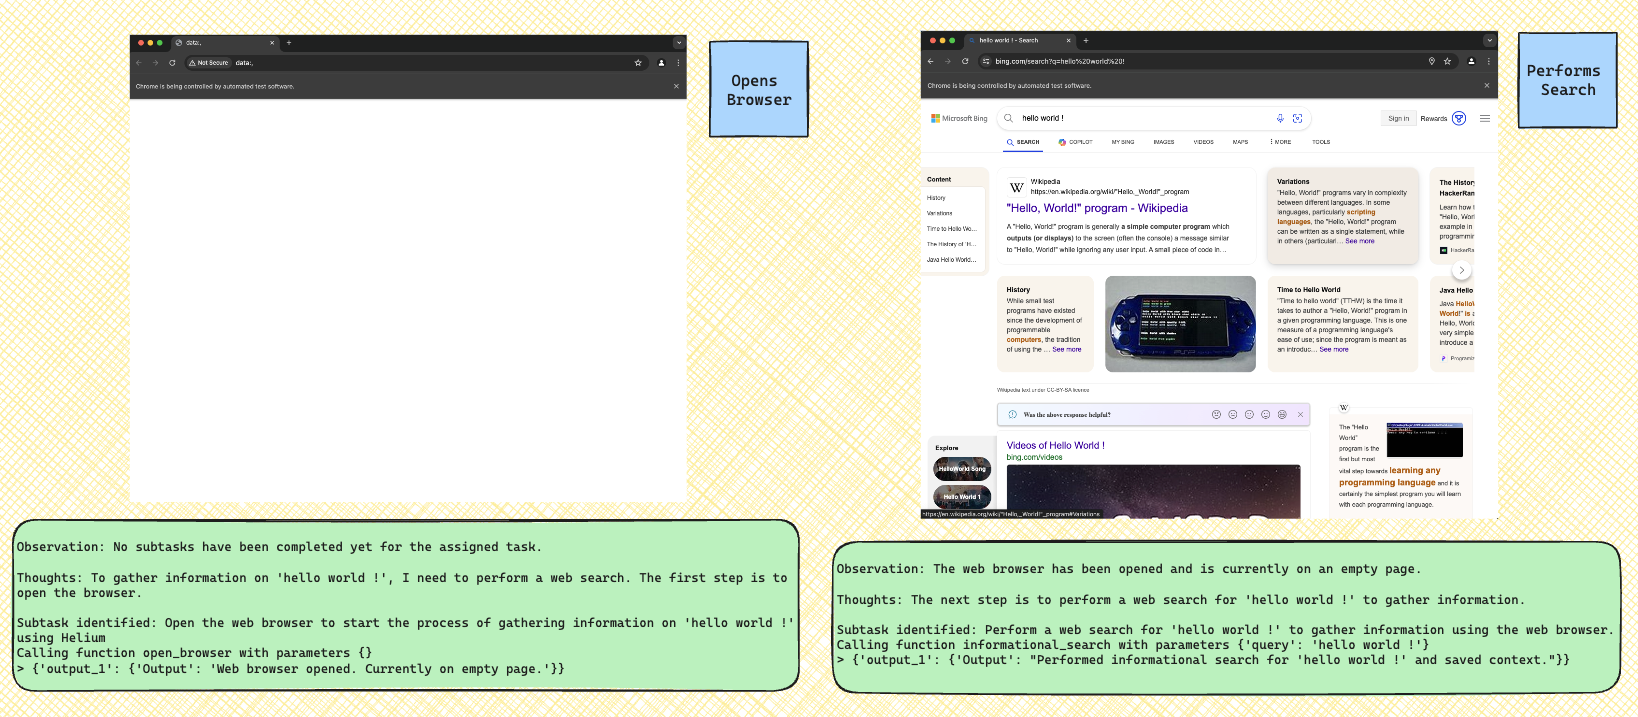 data:,
Not Secure data:,
Chrome is being controlled by automated test software.
Opens
Browser
Observation: No subtasks have been completed yet for the assigned task.
Thoughts: To gather information on 'hello world !', I need to perform a web search. The first step is to
open the browser.
Subtask identified: Open the web browser to start the process of gathering information on 'hello world !'
using Helium
Calling function open_browser with parameters {}
> {'output_1': {'Output': 'Web browser opened. Currently on empty page.'}}
hello world ! - Search
bing.com/search?q=hello%20world%20!
Chrome is being controlled by automated test software.
Performs
Search
Microsoft Bing
hello world !
Sign in Rewards
SEARCH COPILOT MY BING IMAGES VIDEOS MAPS MORE TOOLS
Content
History
Variations
Time to Hello Wo...
The History of 'H...
Java Hello World...
W
Wikipedia
https://en.wikipedia.org/wiki/"Hello,_World!"_program
"Hello, World!" program - Wikipedia
A "Hello, World!" program is generally a simple computer program which
outputs (or displays) to the screen (often the console) a message similar
to "Hello, World!" while ignoring any user input. A small piece of code in...
Variations
"Hello, World!" programs vary in complexity
between different languages. In some
languages, particularly scripting
languages, the "Hello, World!" program
can be written as a single statement, while
in others (particularl... See more
The History
HackerRan
Learn how t
"Hello, Worl
example in
programmin
HackerRa
History
While small test
programs have existed
since the development of
programmable
computers, the tradition
of using the ... See more
Time to Hello World
"Time to hello world" (TTHW) is the time it
takes to author a "Hello, World!" program in
a given programming language. This is one
measure of a programming language's
ease of use; since the program is meant as
an introduc... See more
Java Hello
Java Hello
World!" is a
Hello, World
very simple
introduce a
Programiz
Wikipedia text under CC-BY-SA licence
Was the above response helpful?
Explore
HelloWorld Song
Hello World 1
Videos of Hello World !
bing.com/videos
W
The "Hello
World"
program is the
first but most
vital step towards learning any
programming language and it is
certainly the simplest program you will learn
with each programming language.
https://en.wikipedia.org/wiki/"Hello,_World!"_program#Variations
Observation: The web browser has been opened and is currently on an empty page.
Thoughts: The next step is to perform a web search for 'hello world !' to gather information.
Subtask identified: Perform a web search for 'hello world !' to gather information using the web browser.
Calling function informational_search with parameters {'query': 'hello world !'}
> {'output_1': {'Output': "Performed informational search for 'hello world !' and saved context."}}